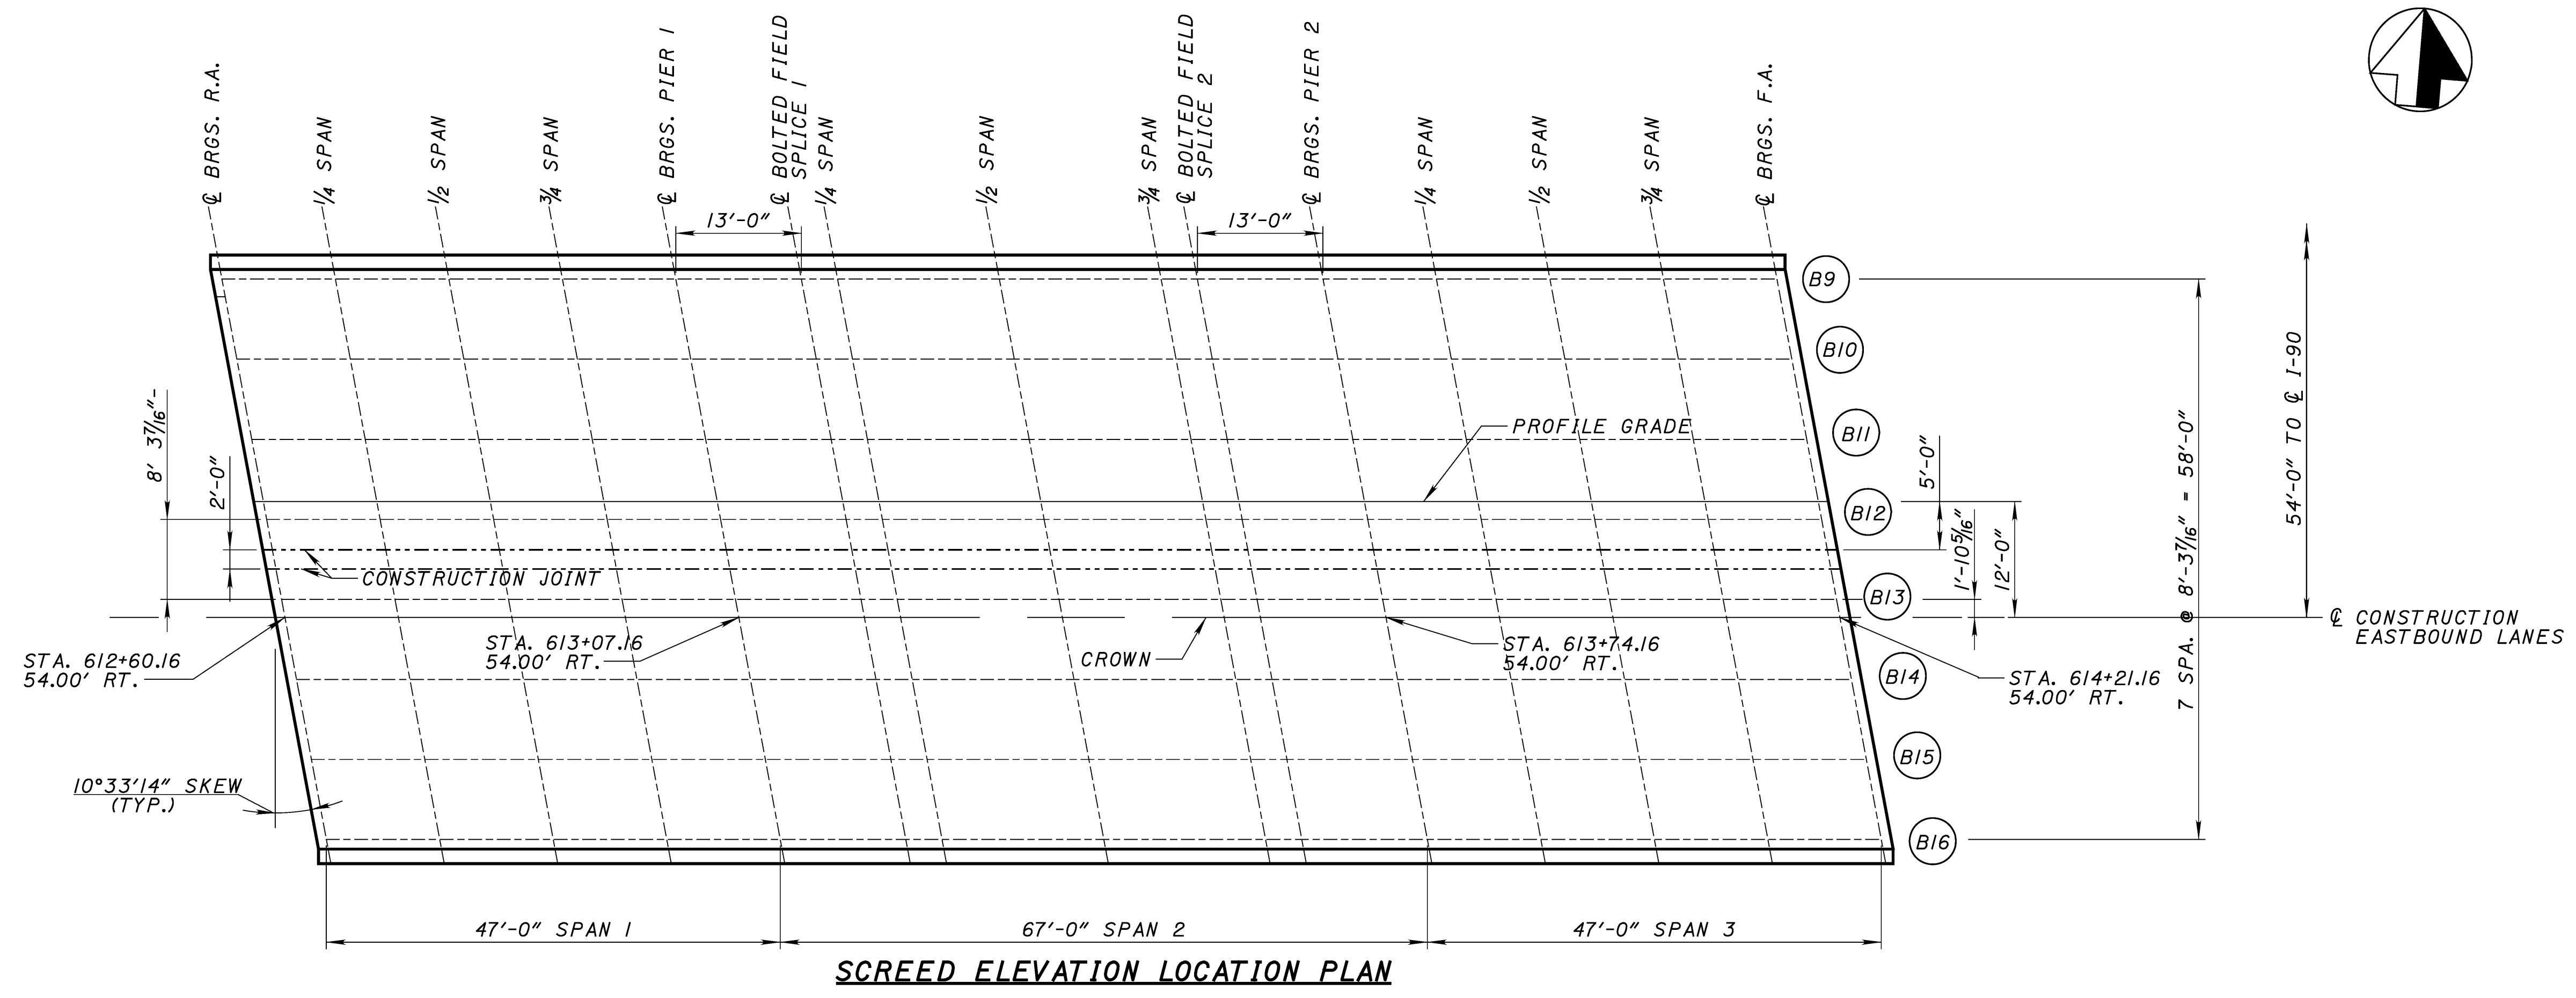 ℄ BRGS. R.A.
1/4 SPAN
1/2 SPAN
3/4 SPAN
℄ BRGS. PIER 1
℄ BOLTED FIELD
SPLICE 1
1/4 SPAN
1/2 SPAN
3/4 SPAN
℄ BOLTED FIELD
SPLICE 2
℄ BRGS. PIER 2
1/4 SPAN
1/2 SPAN
3/4 SPAN
℄ BRGS. F.A.
13'-0"
13'-0"
B9
B10
B11
B12
B13
B14
B15
B16
PROFILE GRADE
8' 3 7/16"-
2'-0"
CONSTRUCTION JOINT
5'-0"
1'-10 5/16"
12'-0"
7 SPA. @ 8'-3 7/16" = 58'-0"
54'-0" TO ℄ I-90
℄ CONSTRUCTION
EASTBOUND LANES
STA. 612+60.16
54.00' RT.
STA. 613+07.16
54.00' RT.
CROWN
STA. 613+74.16
54.00' RT.
STA. 614+21.16
54.00' RT.
10°33'14" SKEW
(TYP.)
47'-0" SPAN 1
67'-0" SPAN 2
47'-0" SPAN 3
SCREED ELEVATION LOCATION PLAN